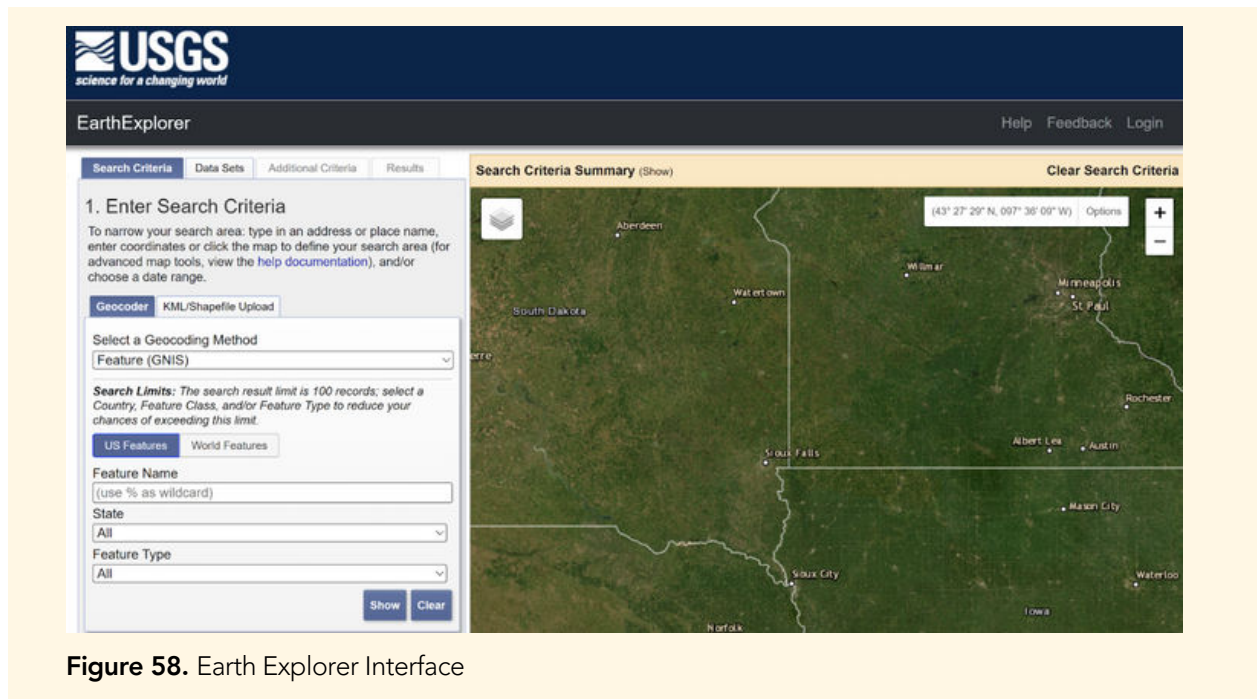 USGS
science for a changing world
EarthExplorer
Help Feedback Login
Search Criteria Data Sets Additional Criteria Results
1. Enter Search Criteria
To narrow your search area: type in an address or place name,
enter coordinates or click the map to define your search area (for
advanced map tools, view the help documentation), and/or
choose a date range.
Geocoder KML/Shapefile Upload
Select a Geocoding Method
Feature (GNIS)
Search Limits: The search result limit is 100 records; select a
Country, Feature Class, and/or Feature Type to reduce your
chances of exceeding this limit.
US Features World Features
Feature Name
(use % as wildcard)
State
All
Feature Type
All
Show Clear
Search Criteria Summary (Show) Clear Search Criteria
(43° 27' 29" N, 097° 36' 09" W) Options + −
Aberdeen
Willmar
Minneapolis
Watertown
St Paul
South Dakota
erre
Rochester
Albert Lea
Austin
Sioux Falls
Mason City
Sioux City
Waterloo
Iowa
Norfolk
Figure 58. Earth Explorer Interface